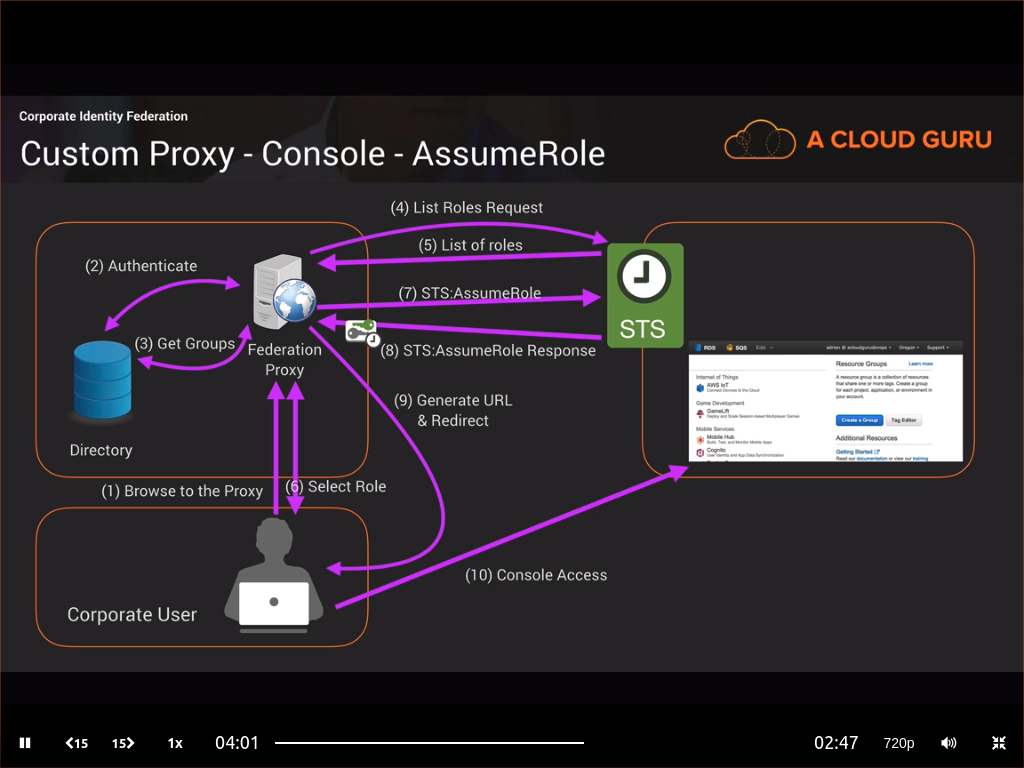 Corporate Identity Federation
Custom Proxy - Console - AssumeRole
A CLOUD GURU
(4) List Roles Request
(5) List of roles
(2) Authenticate
(7) STS:AssumeRole
(3) Get Groups
STS
Federation
Proxy
(8) STS:AssumeRole Response
RDS SQS Edit adrian @ acloudgurudevops Oregon Support
Internet of Things
AWS IoT
Connect Devices to the Cloud
Game Development
GameLift
Deploy and Scale Session-based Multiplayer Games
Mobile Services
Mobile Hub
Build, Test, and Monitor Mobile Apps
Cognito
User Identity and App Data Synchronization
Resource Groups Learn more
A resource group is a collection of resources
that share one or more tags. Create a group
for each project, application, or environment in
your account.
Create a Group Tag Editor
Additional Resources
Getting Started
Read our documentation or view our training
(9) Generate URL
& Redirect
Directory
(1) Browse to the Proxy
(6) Select Role
(10) Console Access
Corporate User
15 15 1x 04:01 02:47 720p